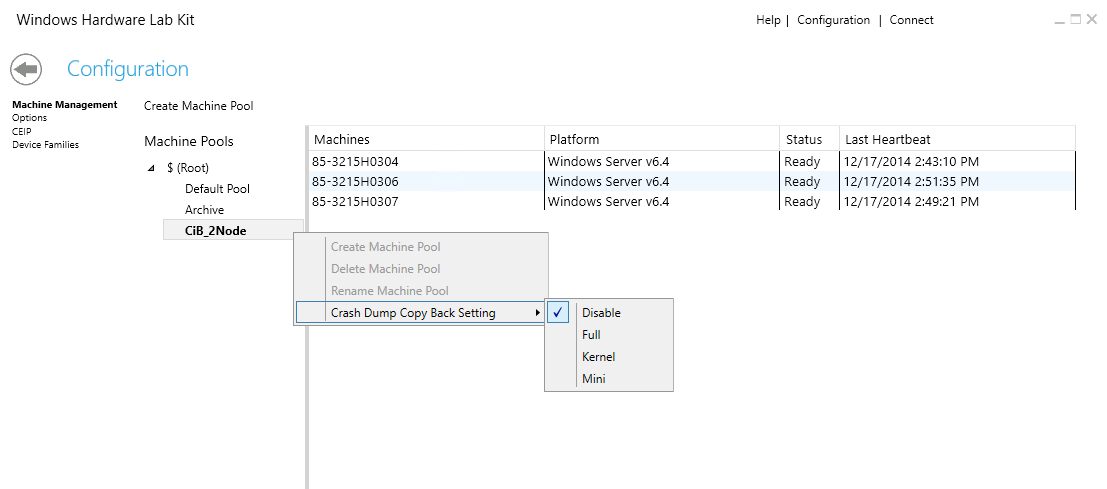 Windows Hardware Lab Kit
Help | Configuration | Connect
Configuration
Machine Management
Options
CEIP
Device Families
Create Machine Pool
Machine Pools
$ (Root)
Default Pool
Archive
CiB_2Node
Machines Platform Status Last Heartbeat
85-3215H0304 Windows Server v6.4 Ready 12/17/2014 2:43:10 PM
85-3215H0306 Windows Server v6.4 Ready 12/17/2014 2:51:35 PM
85-3215H0307 Windows Server v6.4 Ready 12/17/2014 2:49:21 PM
Create Machine Pool
Delete Machine Pool
Rename Machine Pool
Crash Dump Copy Back Setting
Disable
Full
Kernel
Mini